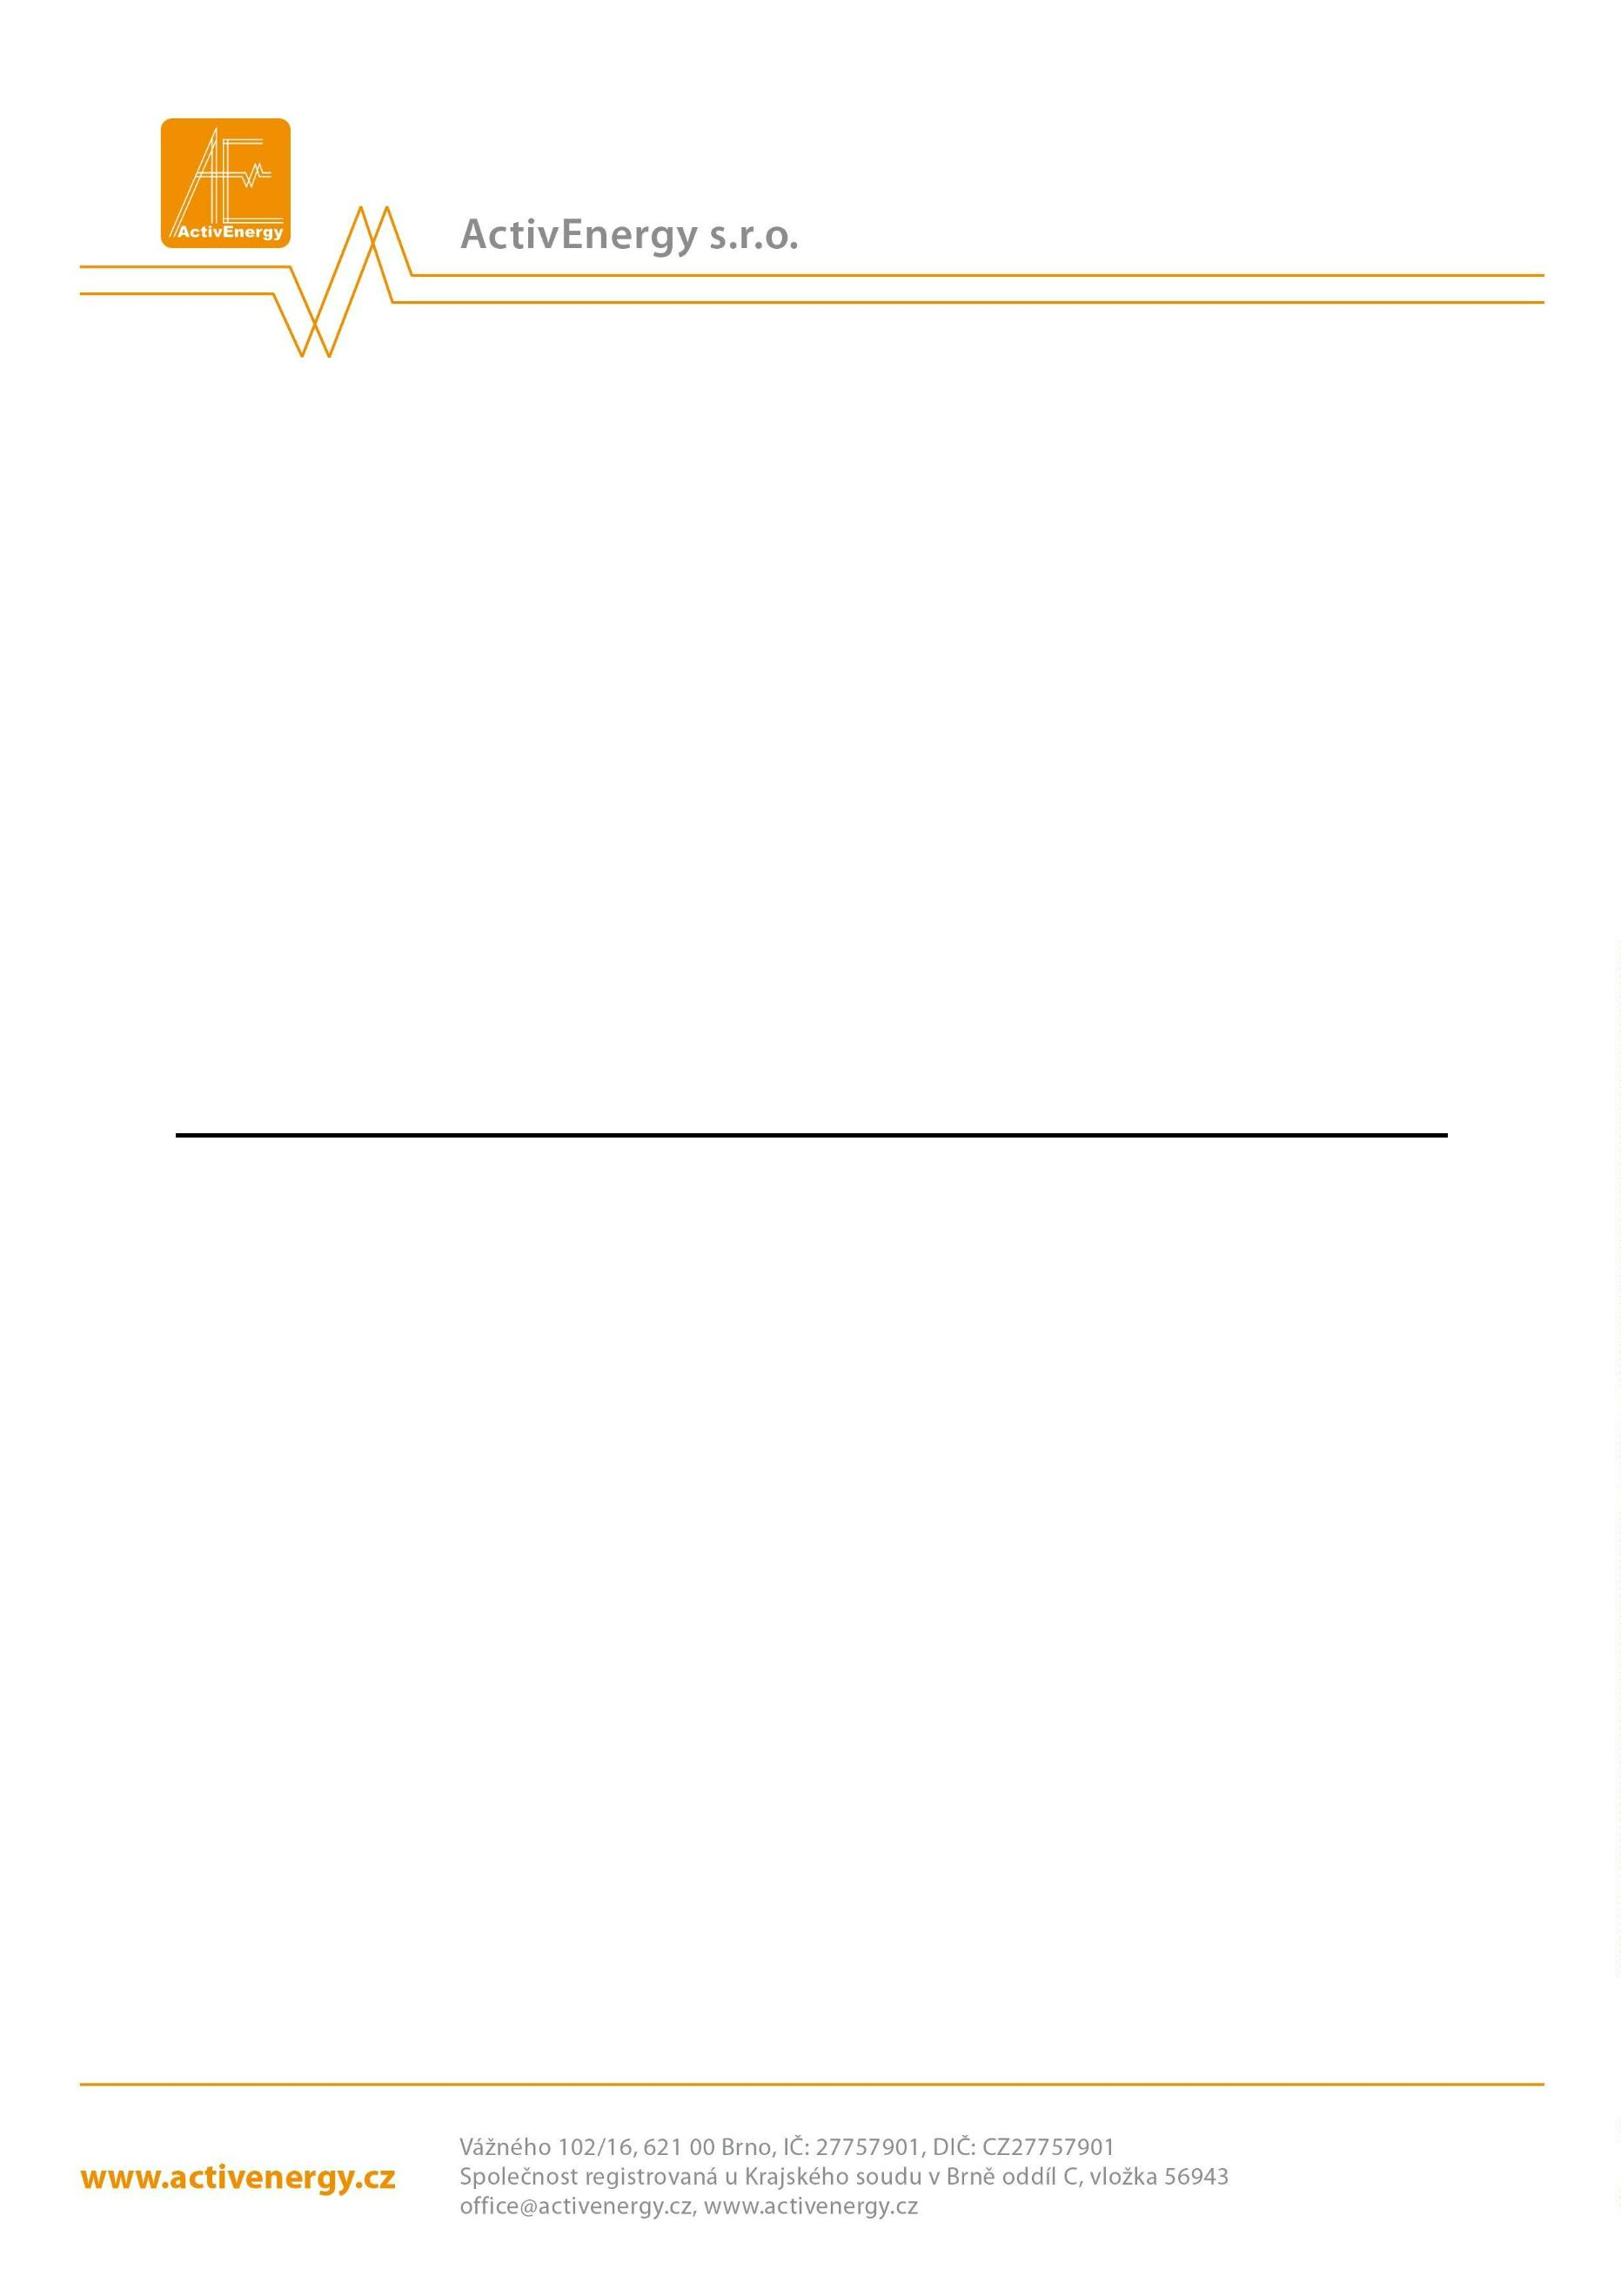 ActivEnergy
ActivEnergy s.r.o.
www.activenergy.cz
Vážného 102/16, 621 00 Brno, IČ: 27757901, DIČ: CZ27757901
Společnost registrovaná u Krajského soudu v Brně oddíl C, vložka 56943
office@activenergy.cz, www.activenergy.cz